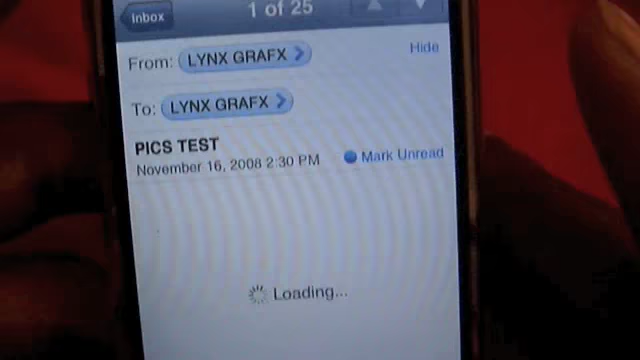 Inbox
1 of 25
From: LYNX GRAFX
Hide
To: LYNX GRAFX
PICS TEST
November 16, 2008 2:30 PM
Mark Unread
Loading...